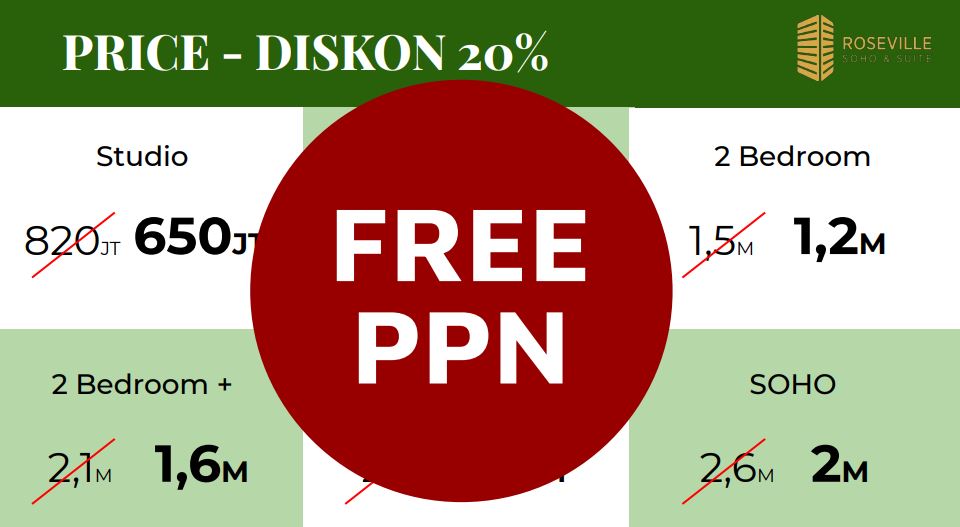 PRICE - DISKON 20%
ROSEVILLE
SOHO & SUITE
Studio
820JT 650JT
2 Bedroom
1,5M 1,2M
FREE
PPN
2 Bedroom +
2,1M 1,6M
SOHO
2,6M 2M